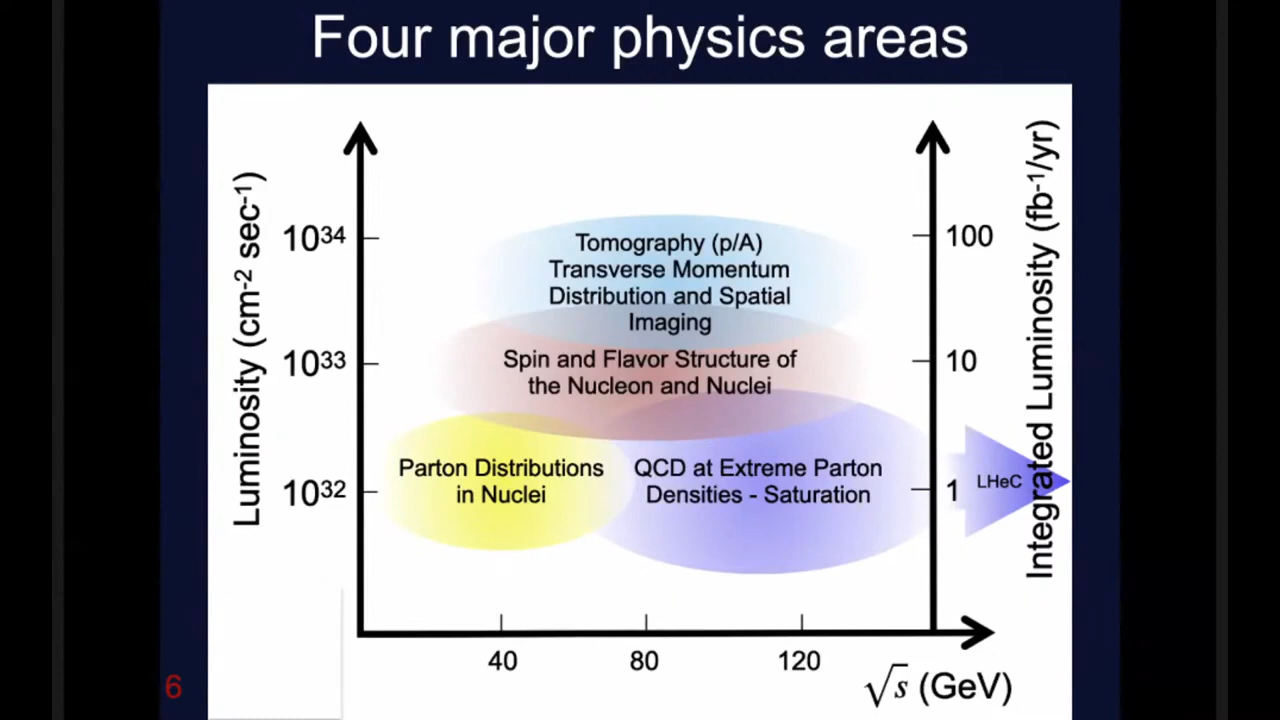 Four major physics areas
Luminosity (cm-2 sec-1)
1034
1033
1032
Tomography (p/A)
Transverse Momentum
Distribution and Spatial
Imaging
Spin and Flavor Structure of
the Nucleon and Nuclei
Parton Distributions
in Nuclei
QCD at Extreme Parton
Densities - Saturation
100
10
1
LHeC
Integrated Luminosity (fb-1/yr)
40
80
120
√s (GeV)
6